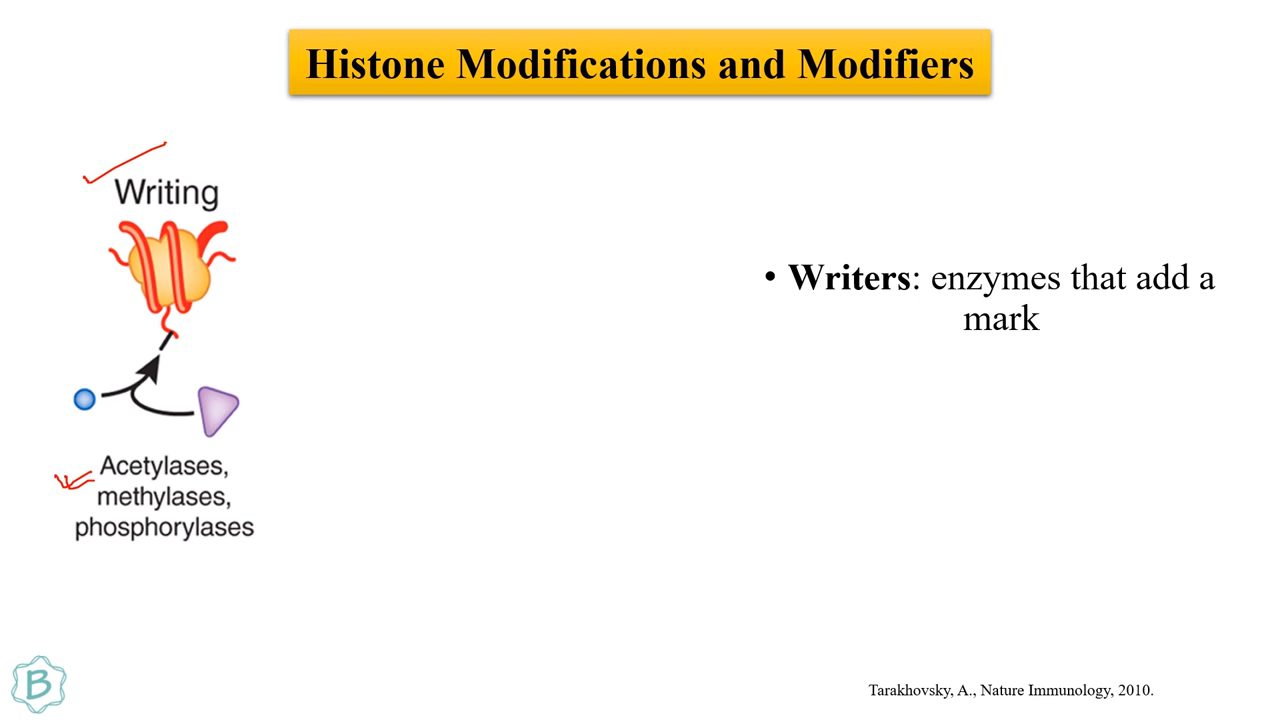 Histone Modifications and Modifiers
Writing
• Writers: enzymes that add a
mark
Acetylases,
methylases,
phosphorylases
B
Tarakhovsky, A., Nature Immunology, 2010.